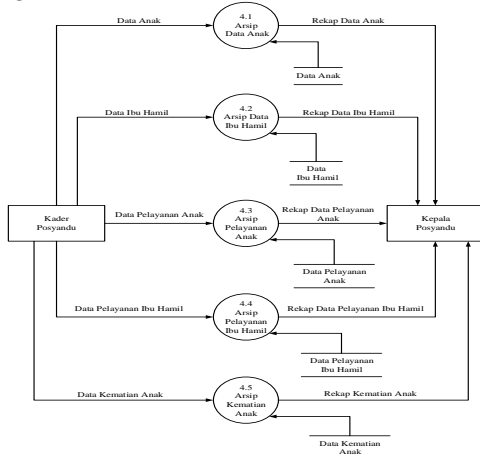 Data Anak
4.1
Arsip
Data Anak
Rekap Data Anak
Data Anak
Data Ibu Hamil
4.2
Arsip Data
Ibu Hamil
Rekap Data Ibu Hamil
Data
Ibu Hamil
Kader
Posyandu
Data Pelayanan Anak
4.3
Arsip
Pelayanan
Anak
Rekap Data Pelayanan
Anak
Kepala
Posyandu
Data Pelayanan
Anak
Data Pelayanan Ibu Hamil
4.4
Arsip
Pelayanan
Ibu Hamil
Rekap Data Pelayanan Ibu Hamil
Data Pelayanan
Ibu Hamil
Data Kematian Anak
4.5
Arsip
Kematian
Anak
Rekap Kematian Anak
Data Kematian
Anak